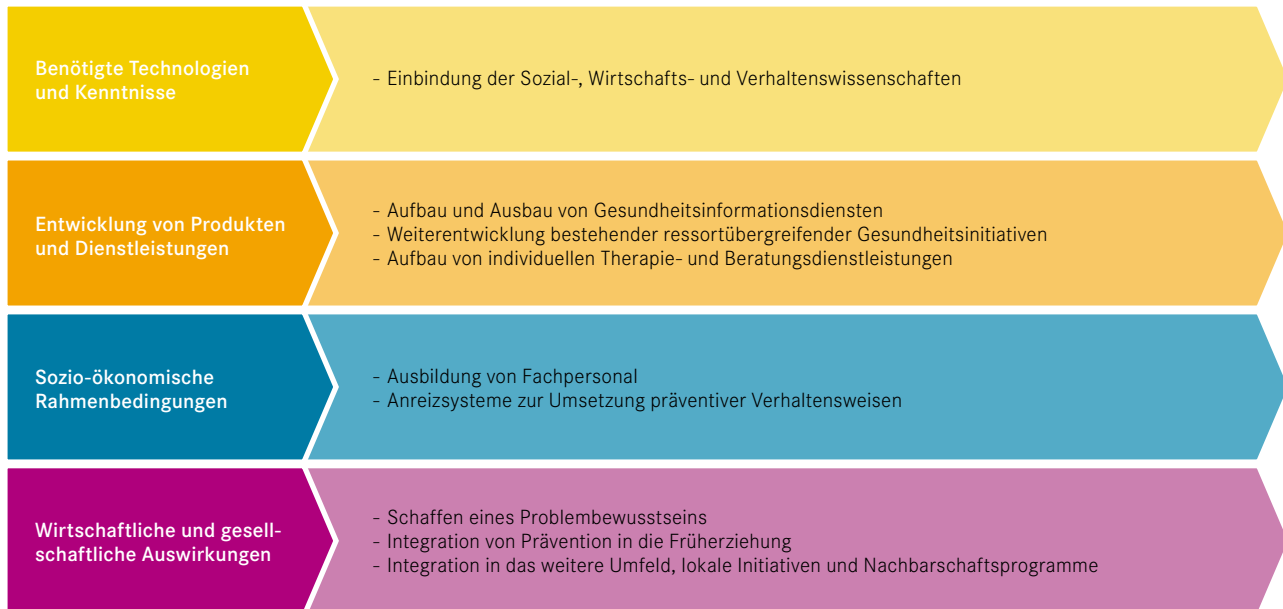 Benötigte Technologien
und Kenntnisse
- Einbindung der Sozial-, Wirtschafts- und Verhaltenswissenschaften
Entwicklung von Produkten
und Dienstleistungen
- Aufbau und Ausbau von Gesundheitsinformationsdiensten
- Weiterentwicklung bestehender ressortübergreifender Gesundheitsinitiativen
- Aufbau von individuellen Therapie- und Beratungsdienstleistungen
Sozio-ökonomische
Rahmenbedingungen
- Ausbildung von Fachpersonal
- Anreizsysteme zur Umsetzung präventiver Verhaltensweisen
Wirtschaftliche und gesell-
schaftliche Auswirkungen
- Schaffen eines Problembewusstseins
- Integration von Prävention in die Früherziehung
- Integration in das weitere Umfeld, lokale Initiativen und Nachbarschaftsprogramme